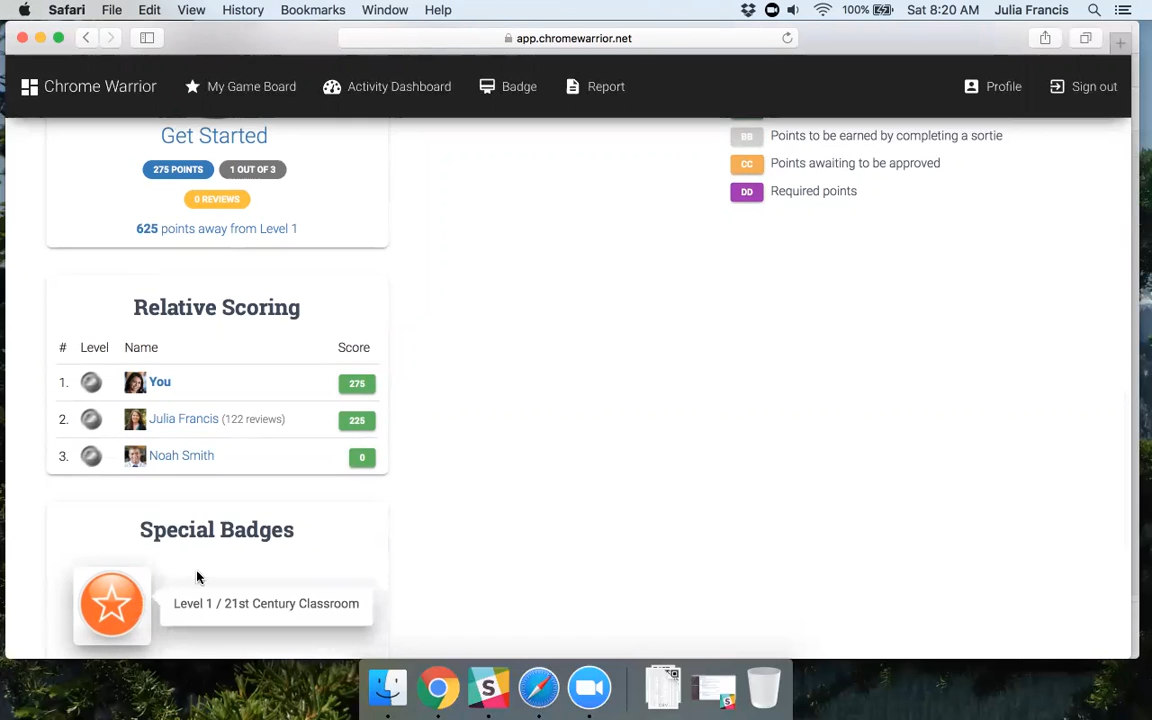 Safari File Edit View History Bookmarks Window Help 100% Sat 8:20 AM Julia Francis
app.chromewarrior.net
Chrome Warrior My Game Board Activity Dashboard Badge Report Profile Sign out
Get Started
275 POINTS 1 OUT OF 3
0 REVIEWS
625 points away from Level 1
BB Points to be earned by completing a sortie
CC Points awaiting to be approved
DD Required points
Relative Scoring
# Level Name Score
1. You 275
2. Julia Francis (122 reviews) 225
3. Noah Smith 0
Special Badges
Level 1 / 21st Century Classroom